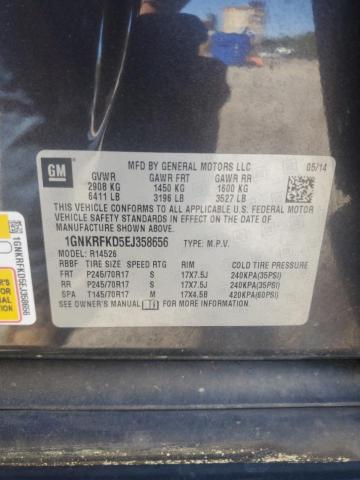 GM
MFD BY GENERAL MOTORS LLC 05/14
GVWR GAWR FRT GAWR RR
2908 KG 1450 KG 1600 KG
6411 LB 3196 LB 3527 LB
THIS VEHICLE CONFORMS TO ALL APPLICABLE U.S. FEDERAL MOTOR
VEHICLE SAFETY AND THEFT PREVENTION STANDARDS IN EFFECT ON THE DATE OF
MANUFACTURE SHOWN ABOVE.
1GNKRFKD5EJ358656 TYPE: M.P.V.
MODEL: R14526
RBBF TIRE SIZE SPEED RTG RIM COLD TIRE PRESSURE
FRT P245/70R17 S 17X7.5J 240KPA(35PSI)
RR P245/70R17 S 17X7.5J 240KPA(35PSI)
SPA T145/70R17 M 17X4.5B 420KPA(60PSI)
SEE OWNER'S MANUAL FOR ADDITIONAL INFORMATION
1GNKRFKD5EJ358656